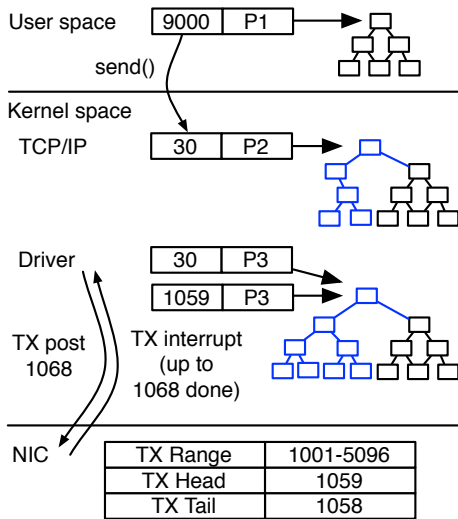 User space
9000 P1
send()
Kernel space
TCP/IP
30 P2
Driver
30 P3
1059 P3
TX post
1068
TX interrupt
(up to
1068 done)
NIC
TX Range 1001-5096
TX Head 1059
TX Tail 1058